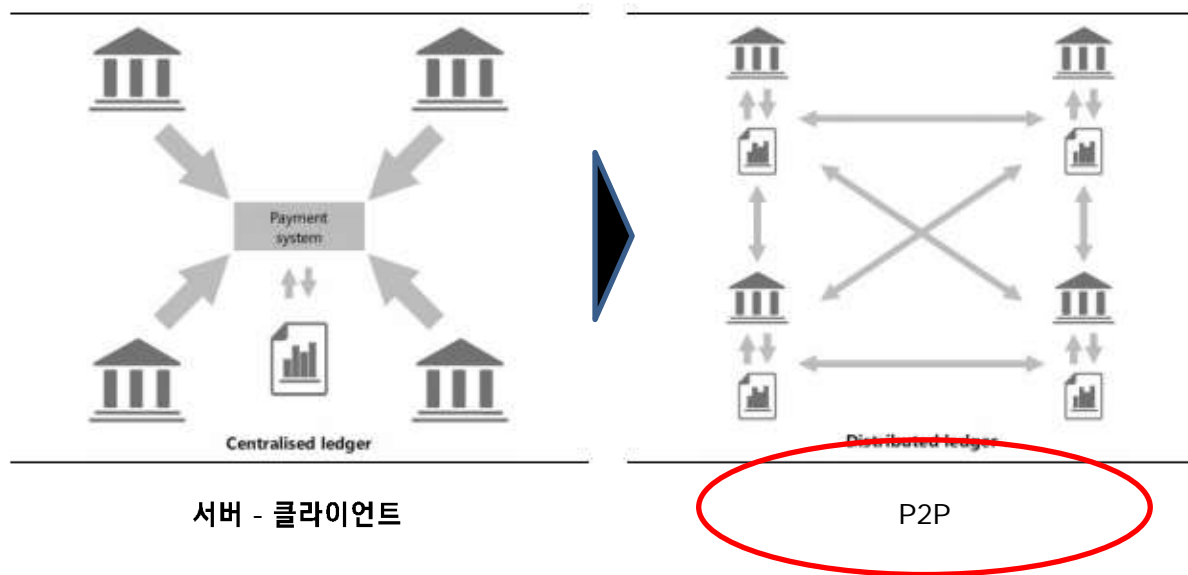 Payment
system
Centralised ledger
Distributed ledger
서버 - 클라이언트
P2P